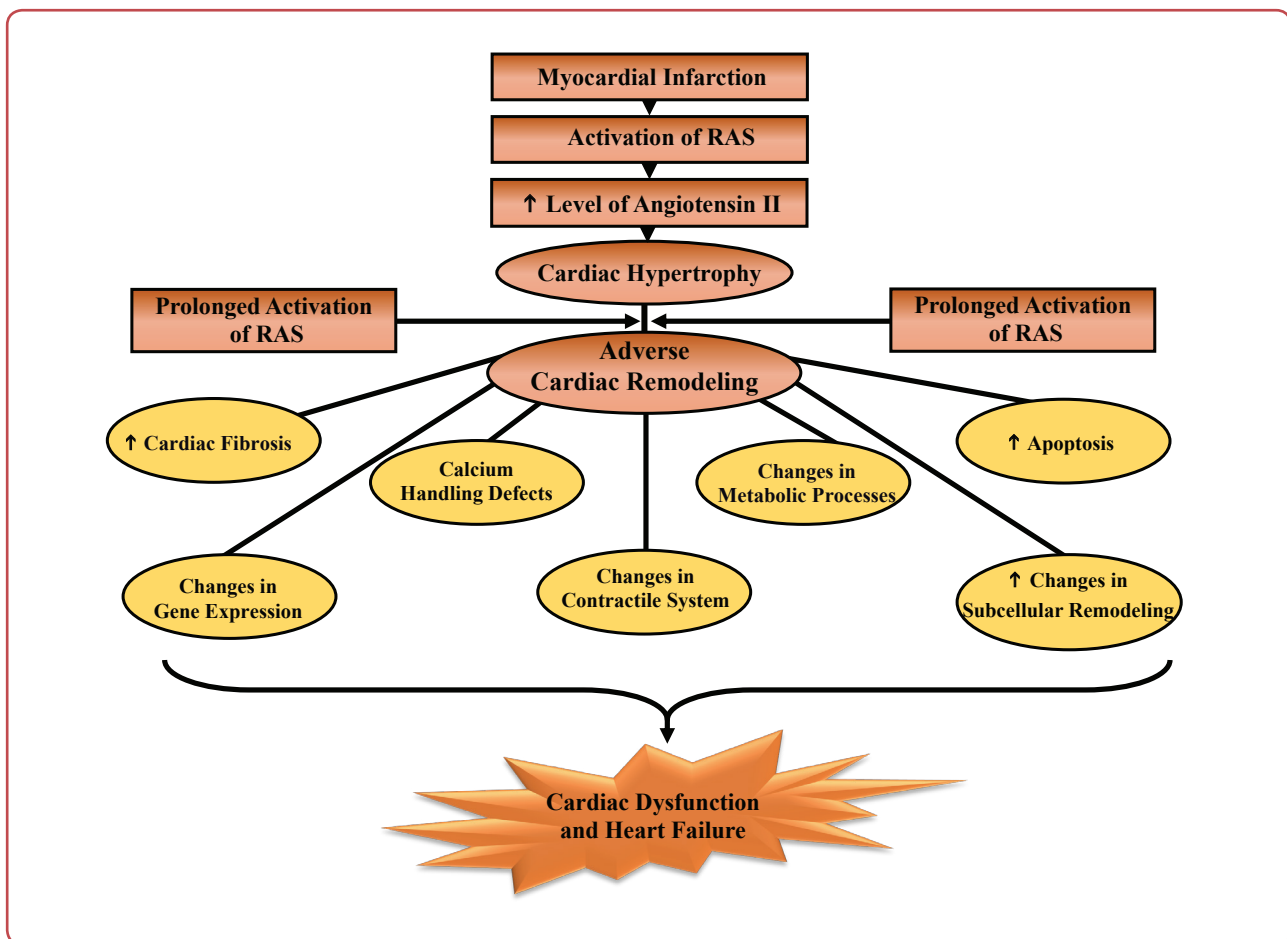 Myocardial Infarction
Activation of RAS
↑ Level of Angiotensin II
Cardiac Hypertrophy
Prolonged Activation
of RAS
Prolonged Activation
of RAS
Adverse
Cardiac Remodeling
↑ Cardiac Fibrosis
↑ Apoptosis
Calcium
Handling Defects
Changes in
Metabolic Processes
Changes in
Gene Expression
Changes in
Contractile System
↑ Changes in
Subcellular Remodeling
Cardiac Dysfunction
and Heart Failure